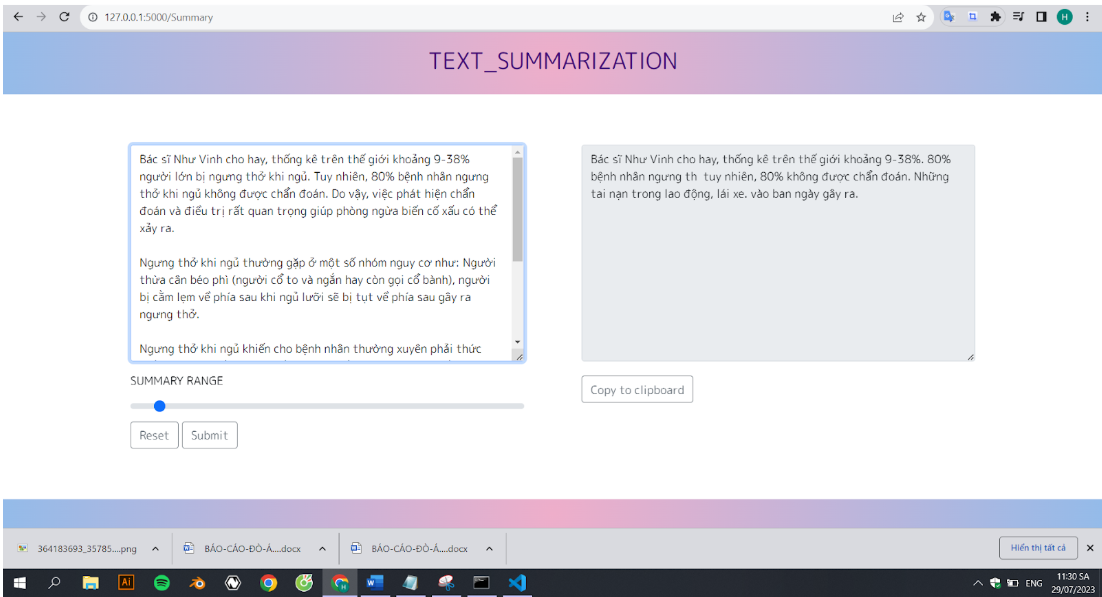 127.0.0.1:5000/Summary
H
TEXT_SUMMARIZATION
Bác sĩ Như Vinh cho hay, thống kê trên thế giới khoảng 9-38%
người lớn bị ngưng thở khi ngủ. Tuy nhiên, 80% bệnh nhân ngưng
thở khi ngủ không được chẩn đoán. Do vậy, việc phát hiện chẩn
đoán và điều trị rất quan trọng giúp phòng ngừa biến cố xấu có thể
xảy ra.
Ngưng thở khi ngủ thường gặp ở một số nhóm nguy cơ như: Người
thừa cân béo phì (người cổ to và ngắn hay còn gọi cổ bành), người
bị cằm lẹm về phía sau khi ngủ lưỡi sẽ bị tụt về phía sau gây ra
ngưng thở.
Ngưng thở khi ngủ khiến cho bệnh nhân thường xuyên phải thức
SUMMARY RANGE
Reset
Submit
Bác sĩ Như Vinh cho hay, thống kê trên thế giới khoảng 9-38%. 80%
bệnh nhân ngưng th  tuy nhiên, 80% không được chẩn đoán. Những
tai nạn trong lao động, lái xe. vào ban ngày gây ra.
Copy to clipboard
364183693_35785....png
BÁO-CÁO-ĐỒ-Á....docx
BÁO-CÁO-ĐỒ-Á....docx
Hiển thị tất cả
Ai
ENG
11:30 SA
29/07/2023